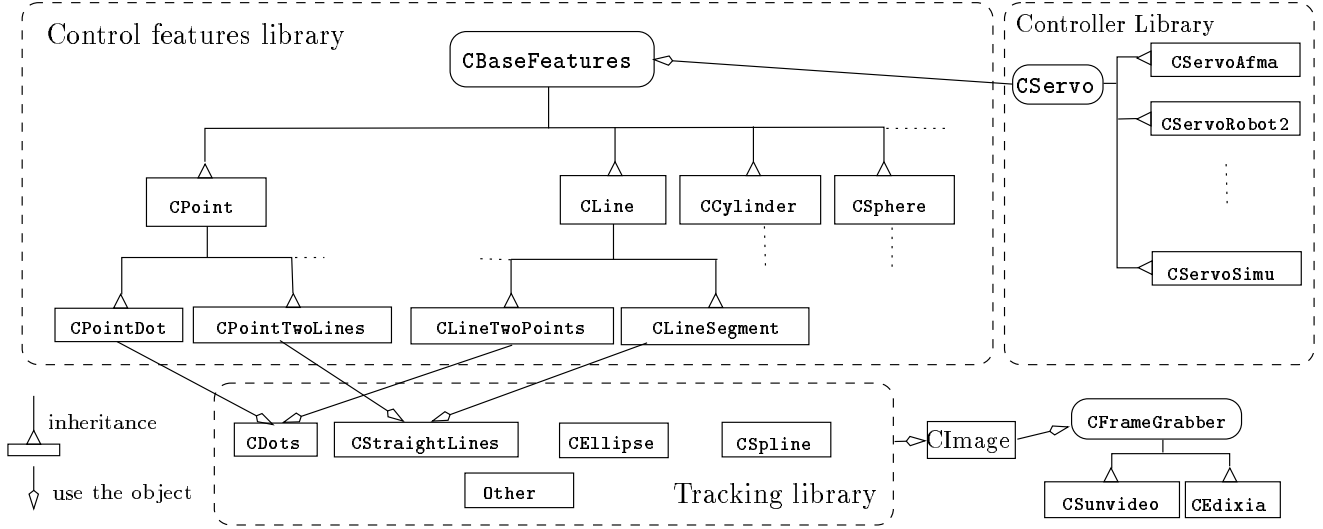 Control features library
Controller Library
CBaseFeatures
CServo
CServoAfma
CServoRobot2
CServoSimu
CPoint
CLine
CCylinder
CSphere
CPointDot
CPointTwoLines
CLineTwoPoints
CLineSegment
inheritance
use the object
CDots
CStraightLines
CEllipse
CSpline
Other
Tracking library
CImage
CFrameGrabber
CSunvideo
CEdixia